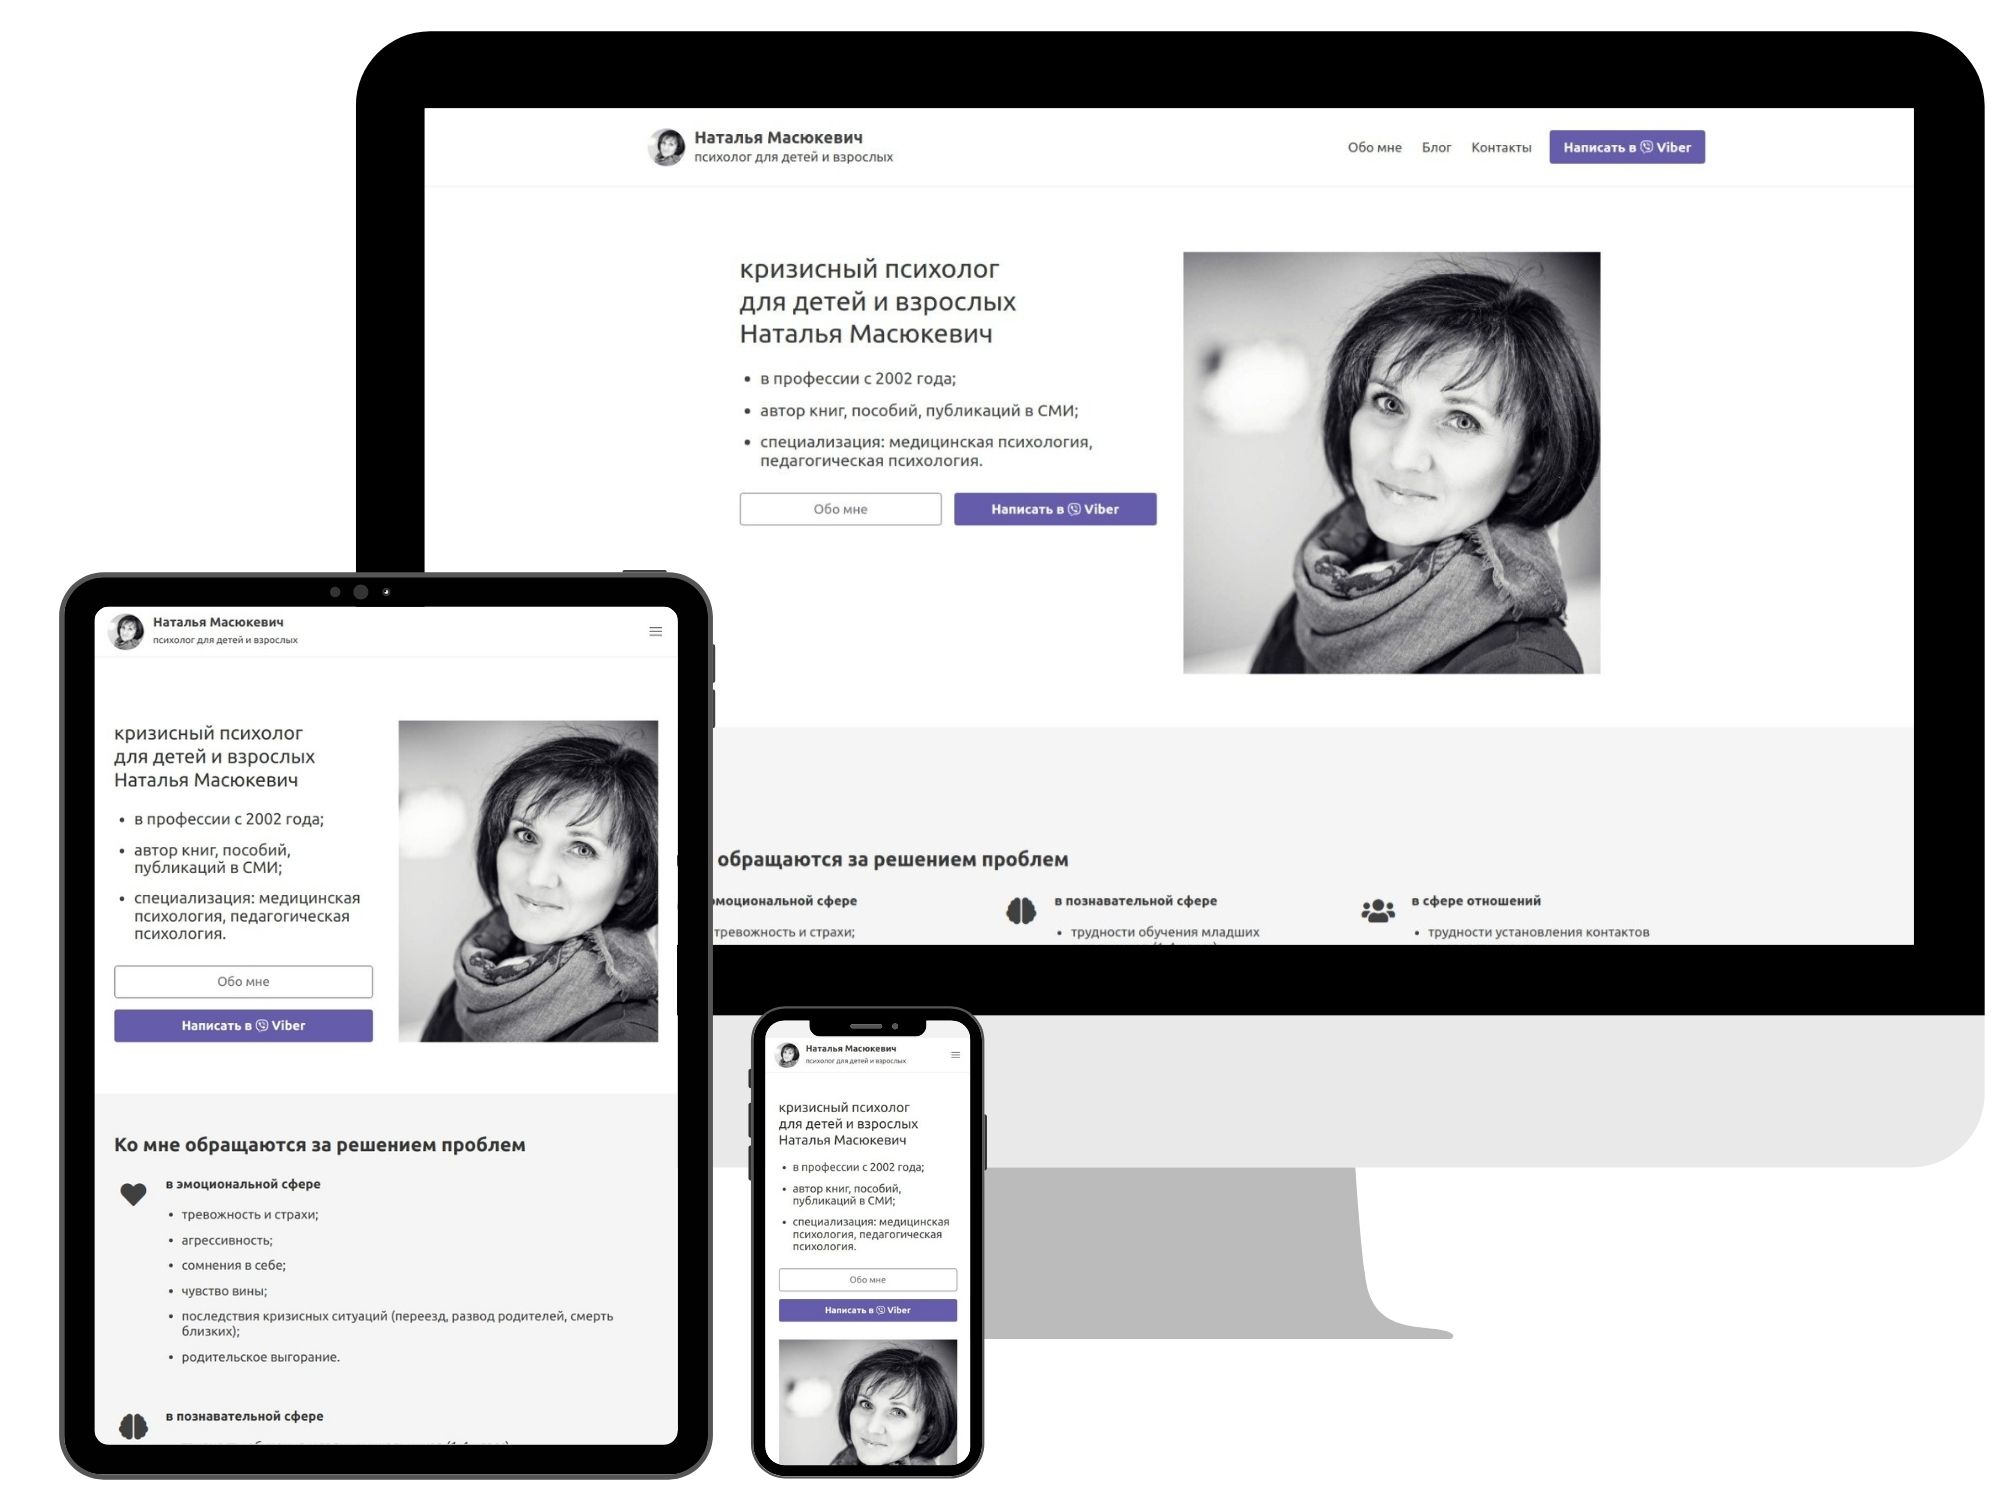 Наталья Масюкевич
психолог для детей и взрослых
Обо мне
Блог
Контакты
Написать в Viber
кризисный психолог
для детей и взрослых
Наталья Масюкевич
• в профессии с 2002 года;
• автор книг, пособий, публикаций в СМИ;
• специализация: медицинская психология,
педагогическая психология.
Обо мне
Написать в Viber
обращаются за решением проблем
эмоциональной сфере
тревожность и страхи;
в познавательной сфере
• трудности обучения младших
в сфере отношений
• трудности установления контактов
Наталья Масюкевич
психолог для детей и взрослых
кризисный психолог
для детей и взрослых
Наталья Масюкевич
• в профессии с 2002 года;
• автор книг, пособий,
публикаций в СМИ;
• специализация: медицинская
психология, педагогическая
психология.
Обо мне
Написать в Viber
Ко мне обращаются за решением проблем
в эмоциональной сфере
• тревожность и страхи;
• агрессивность;
• сомнения в себе;
• чувство вины;
• последствия кризисных ситуаций (переезд, развод родителей, смерть
близких);
• родительское выгорание.
в познавательной сфере
Наталья Масюкевич
психолог для детей и взрослых
кризисный психолог
для детей и взрослых
Наталья Масюкевич
• в профессии с 2002 года;
• автор книг, пособий,
публикаций в СМИ;
• специализация: медицинская
психология, педагогическая
психология.
Обо мне
Написать в Viber